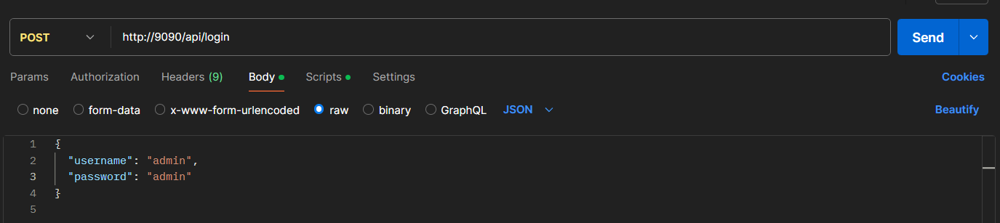 POST http://9090/api/login Send
Params Authorization Headers (9) Body Scripts Settings Cookies
none form-data x-www-form-urlencoded raw binary GraphQL JSON Beautify
1 {
2 "username": "admin",
3 "password": "admin"
4 }
5